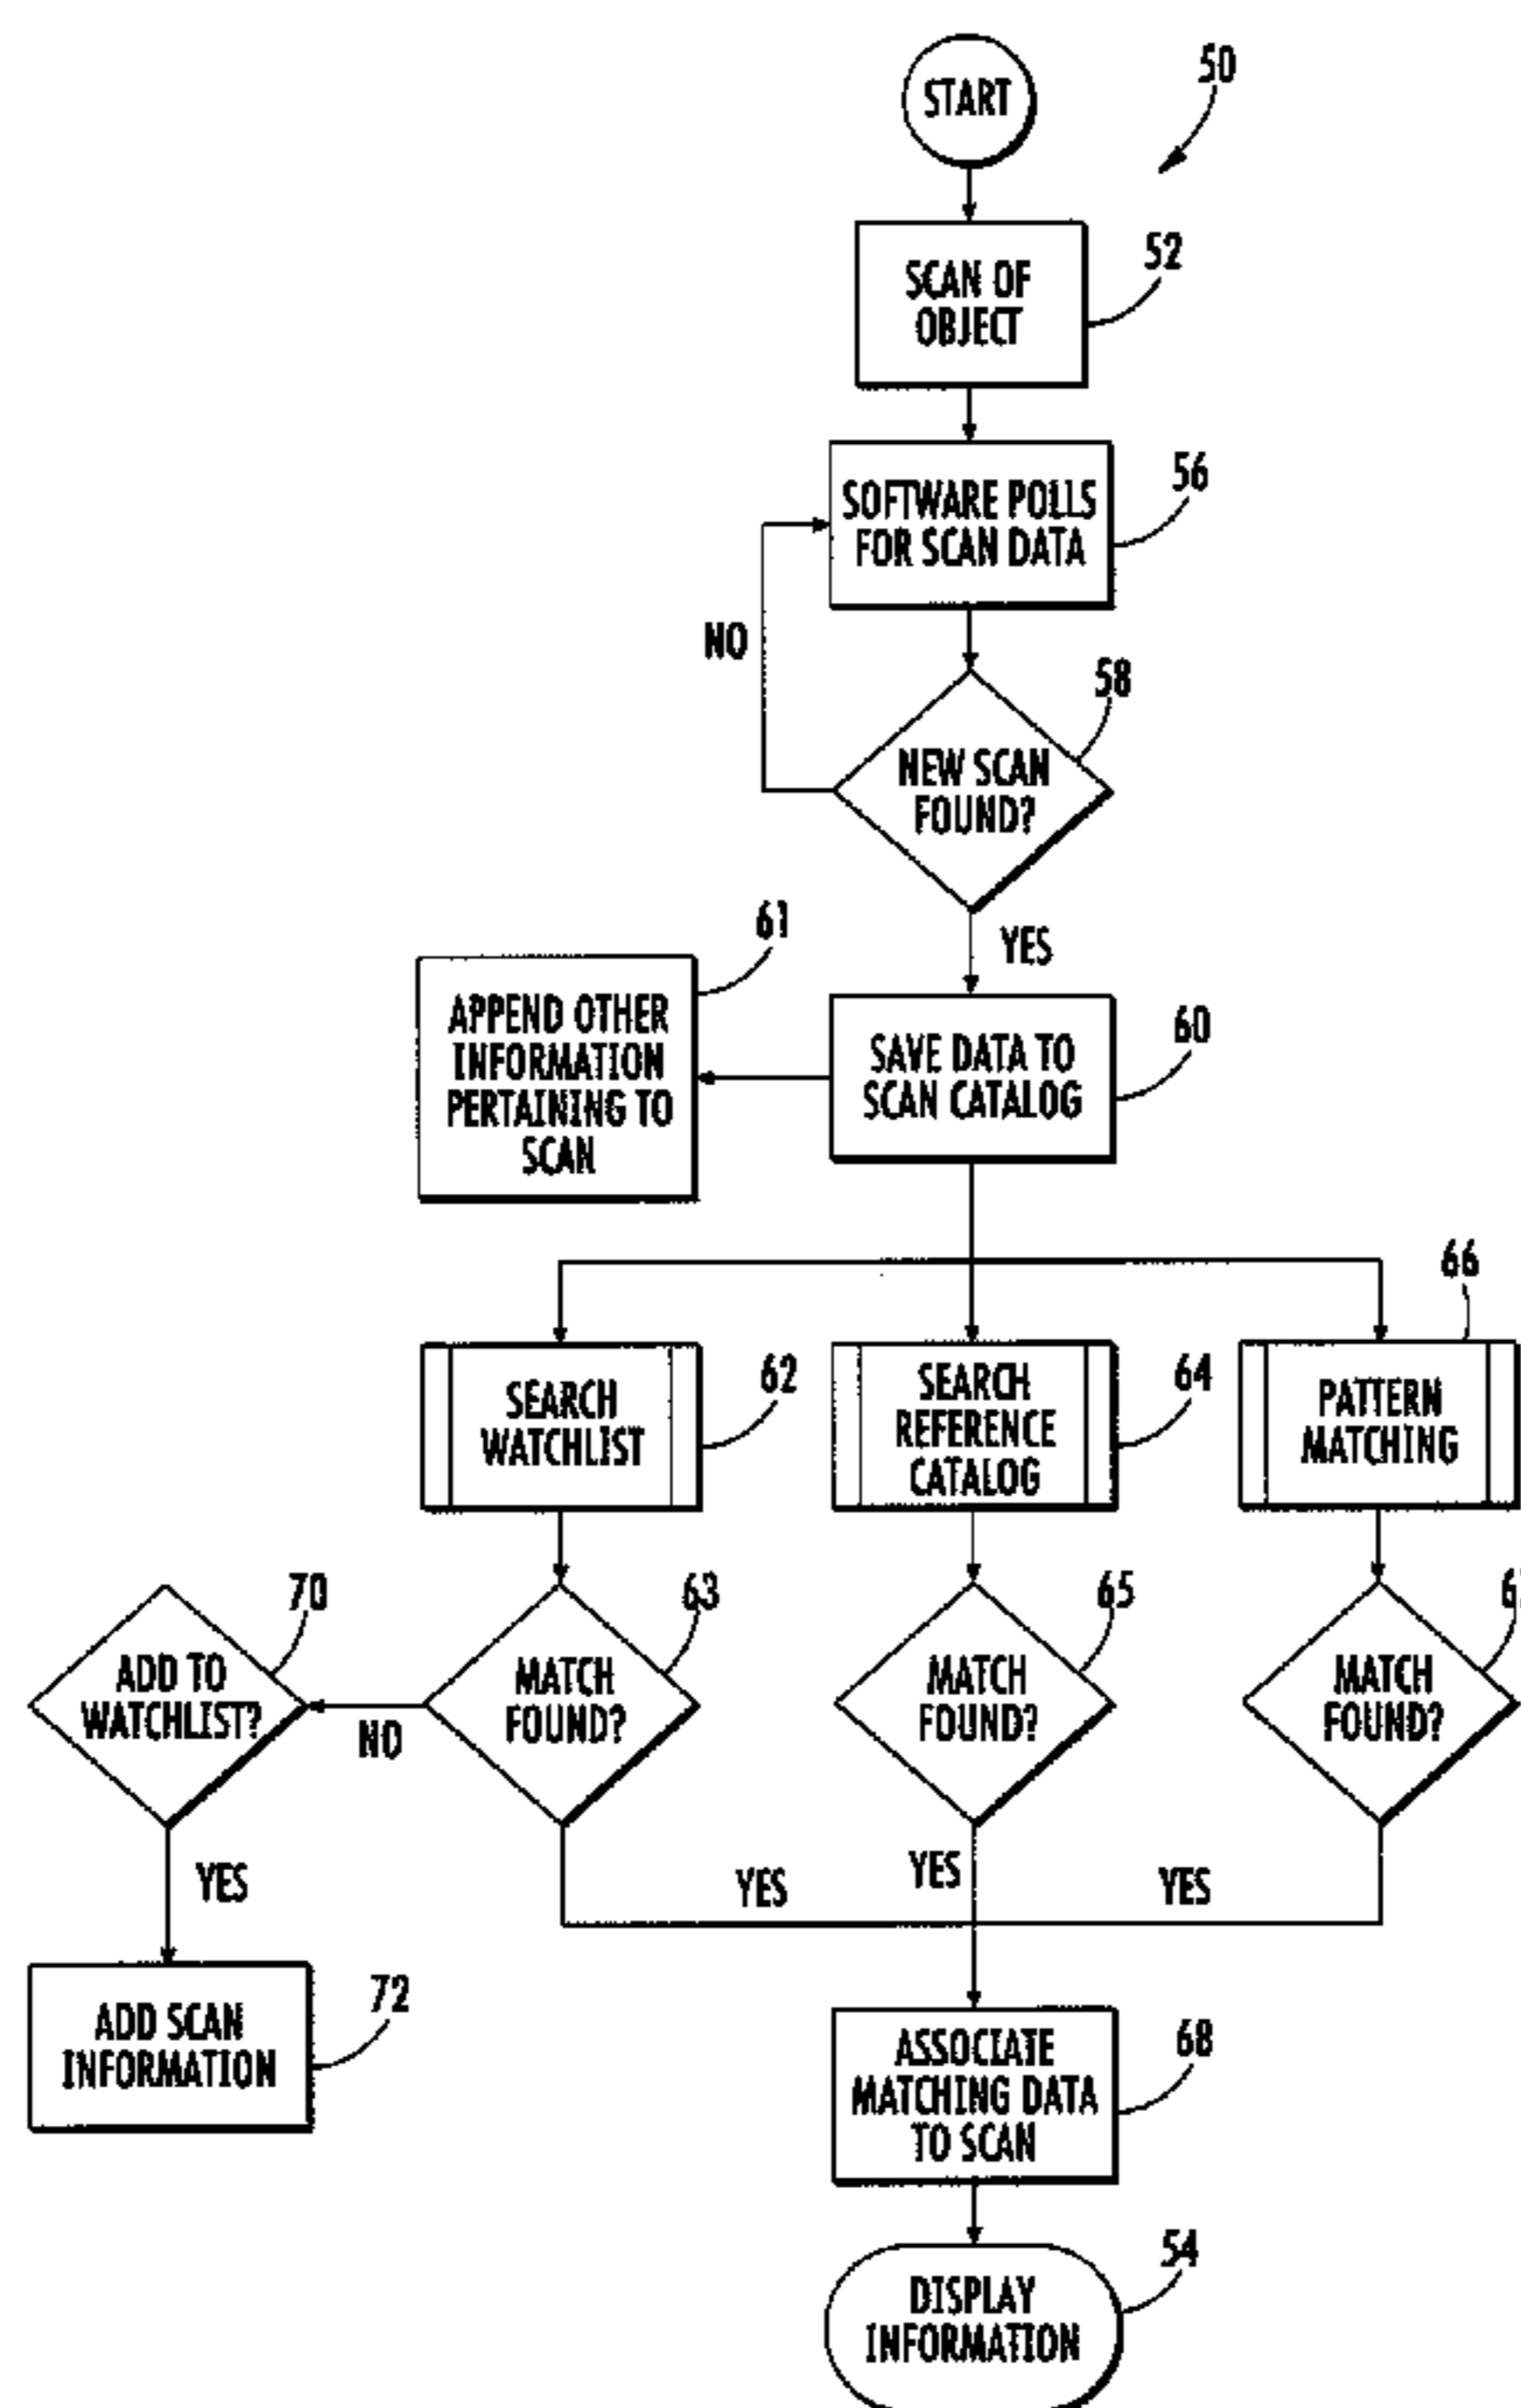 START
50
SCAN OF
OBJECT
52
SOFTWARE POLLS
FOR SCAN DATA
56
NO
NEW SCAN
FOUND?
58
YES
61
APPEND OTHER
INFORMATION
PERTAINING TO
SCAN
SAVE DATA TO
SCAN CATALOG
60
66
SEARCH
WATCHLIST
62
SEARCH
REFERENCE
CATALOG
64
PATTERN
MATCHING
70
63
65
ADD TO
WATCHLIST?
NO
MATCH
FOUND?
MATCH
FOUND?
MATCH
FOUND?
YES
YES
YES
YES
ADD SCAN
INFORMATION
72
ASSOCIATE
MATCHING DATA
TO SCAN
68
54
DISPLAY
INFORMATION